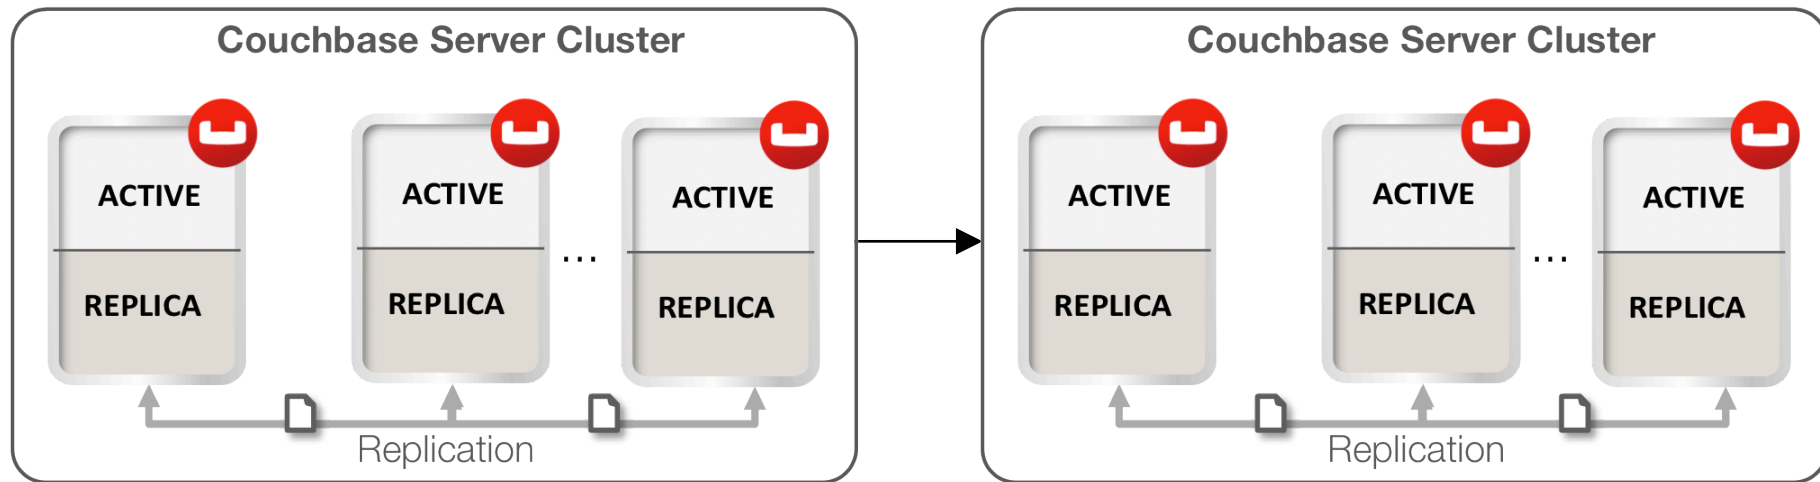 Couchbase Server Cluster
ACTIVE
REPLICA
ACTIVE
REPLICA
...
ACTIVE
REPLICA
Replication
Couchbase Server Cluster
ACTIVE
REPLICA
ACTIVE
REPLICA
...
ACTIVE
REPLICA
Replication